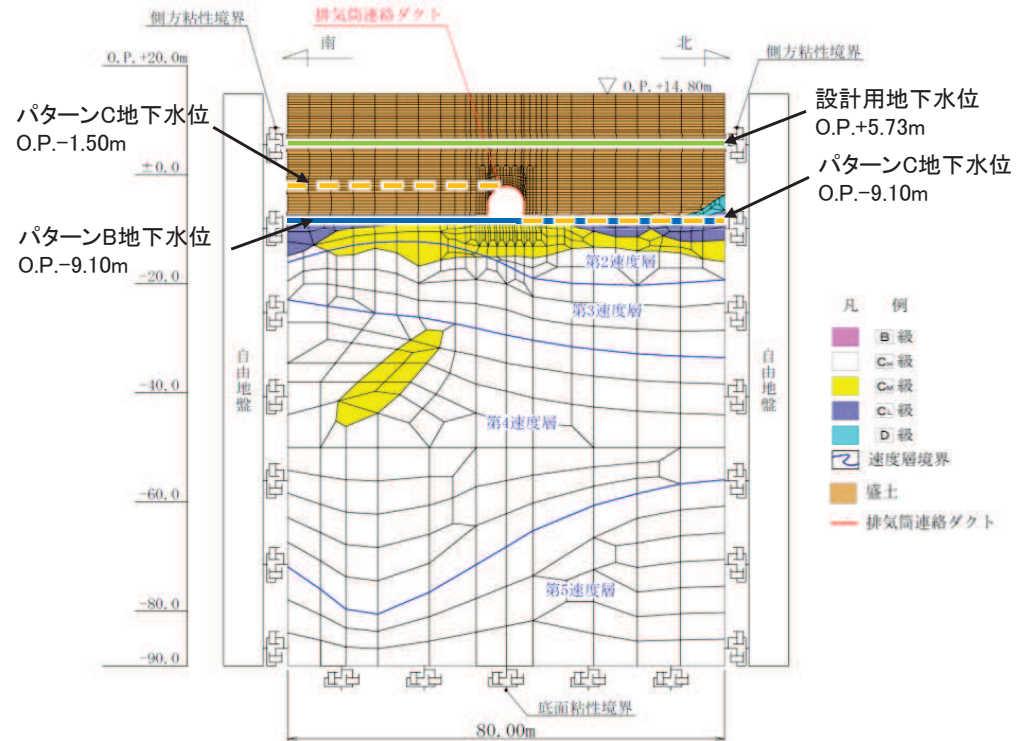 側方粘性境界
排気筒連絡ダクト
南
北
側方粘性境界
O.P.+20.0m
O.P.+14.80m
パターンC地下水位
O.P.−1.50m
設計用地下水位
O.P.+5.73m
±0.0
パターンC地下水位
O.P.−9.10m
パターンB地下水位
O.P.−9.10m
第2速度層
-20.0
第3速度層
凡 例
B 級
CH 級
自由地盤
自由地盤
CM 級
-40.0
CL 級
第4速度層
D 級
速度層境界
盛土
-60.0
排気筒連絡ダクト
第5速度層
-80.0
-90.0
底面粘性境界
80.00m